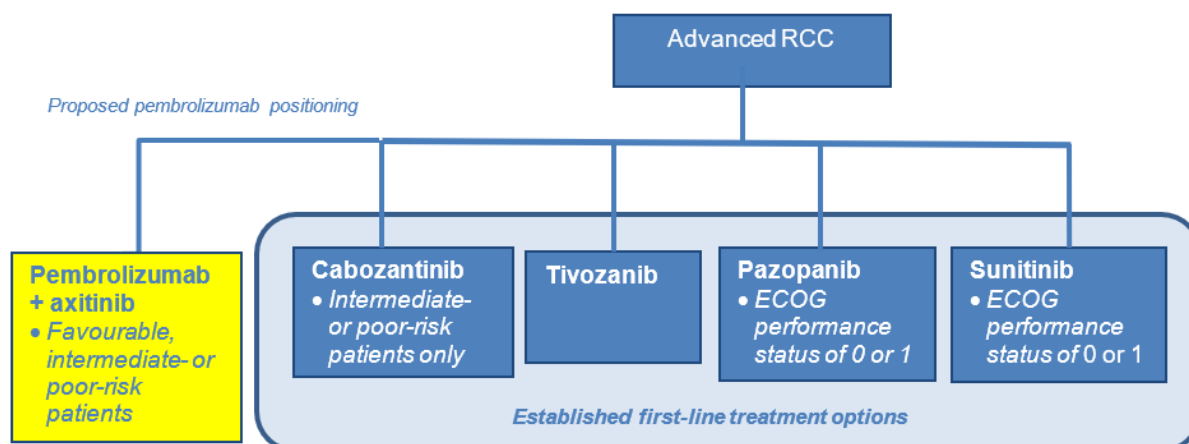 Advanced RCC
Proposed pembrolizumab positioning
Pembrolizumab
+ axitinib
• Favourable,
intermediate- or
poor-risk
patients
Cabozantinib
• Intermediate-
or poor-risk
patients only
Tivozanib
Pazopanib
• ECOG
performance
status of 0 or 1
Sunitinib
• ECOG
performance
status of 0 or 1
Established first-line treatment options